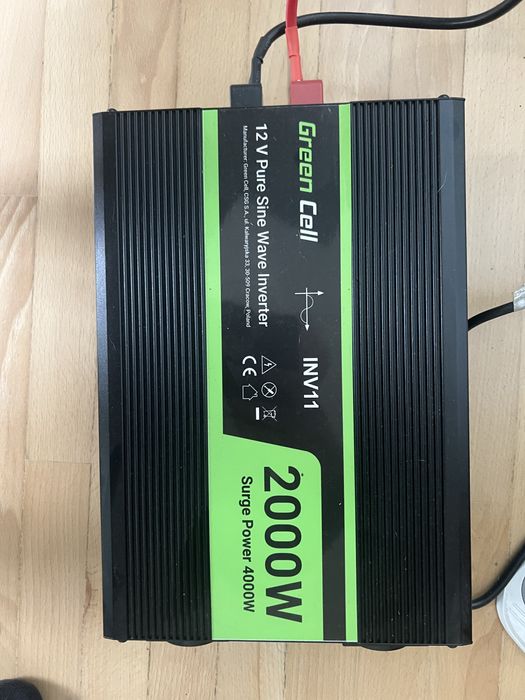 Green Cell
12 V Pure Sine Wave Inverter
Manufacturer: Green Cell, CSG S.A., ul. Kalwaryjska 33, 30-509 Cracow, Poland
INV11
CE
2000W
Surge Power 4000W